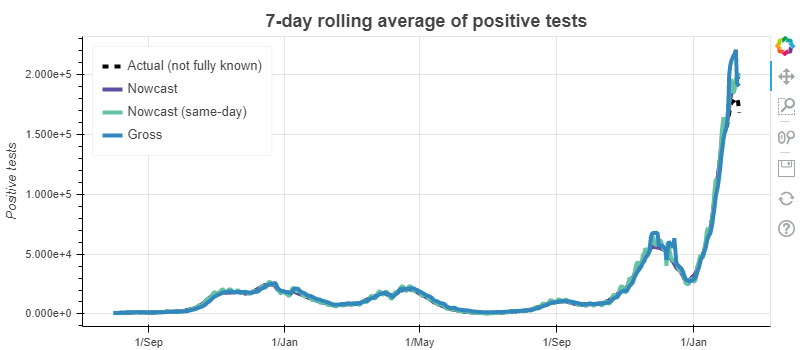 7-day rolling average of positive tests
Actual (not fully known)
Nowcast
Nowcast (same-day)
Gross
Positive tests
2.000e+5
1.500e+5
1.000e+5
5.000e+4
0.000e+0
1/Sep
1/Jan
1/May
1/Sep
1/Jan